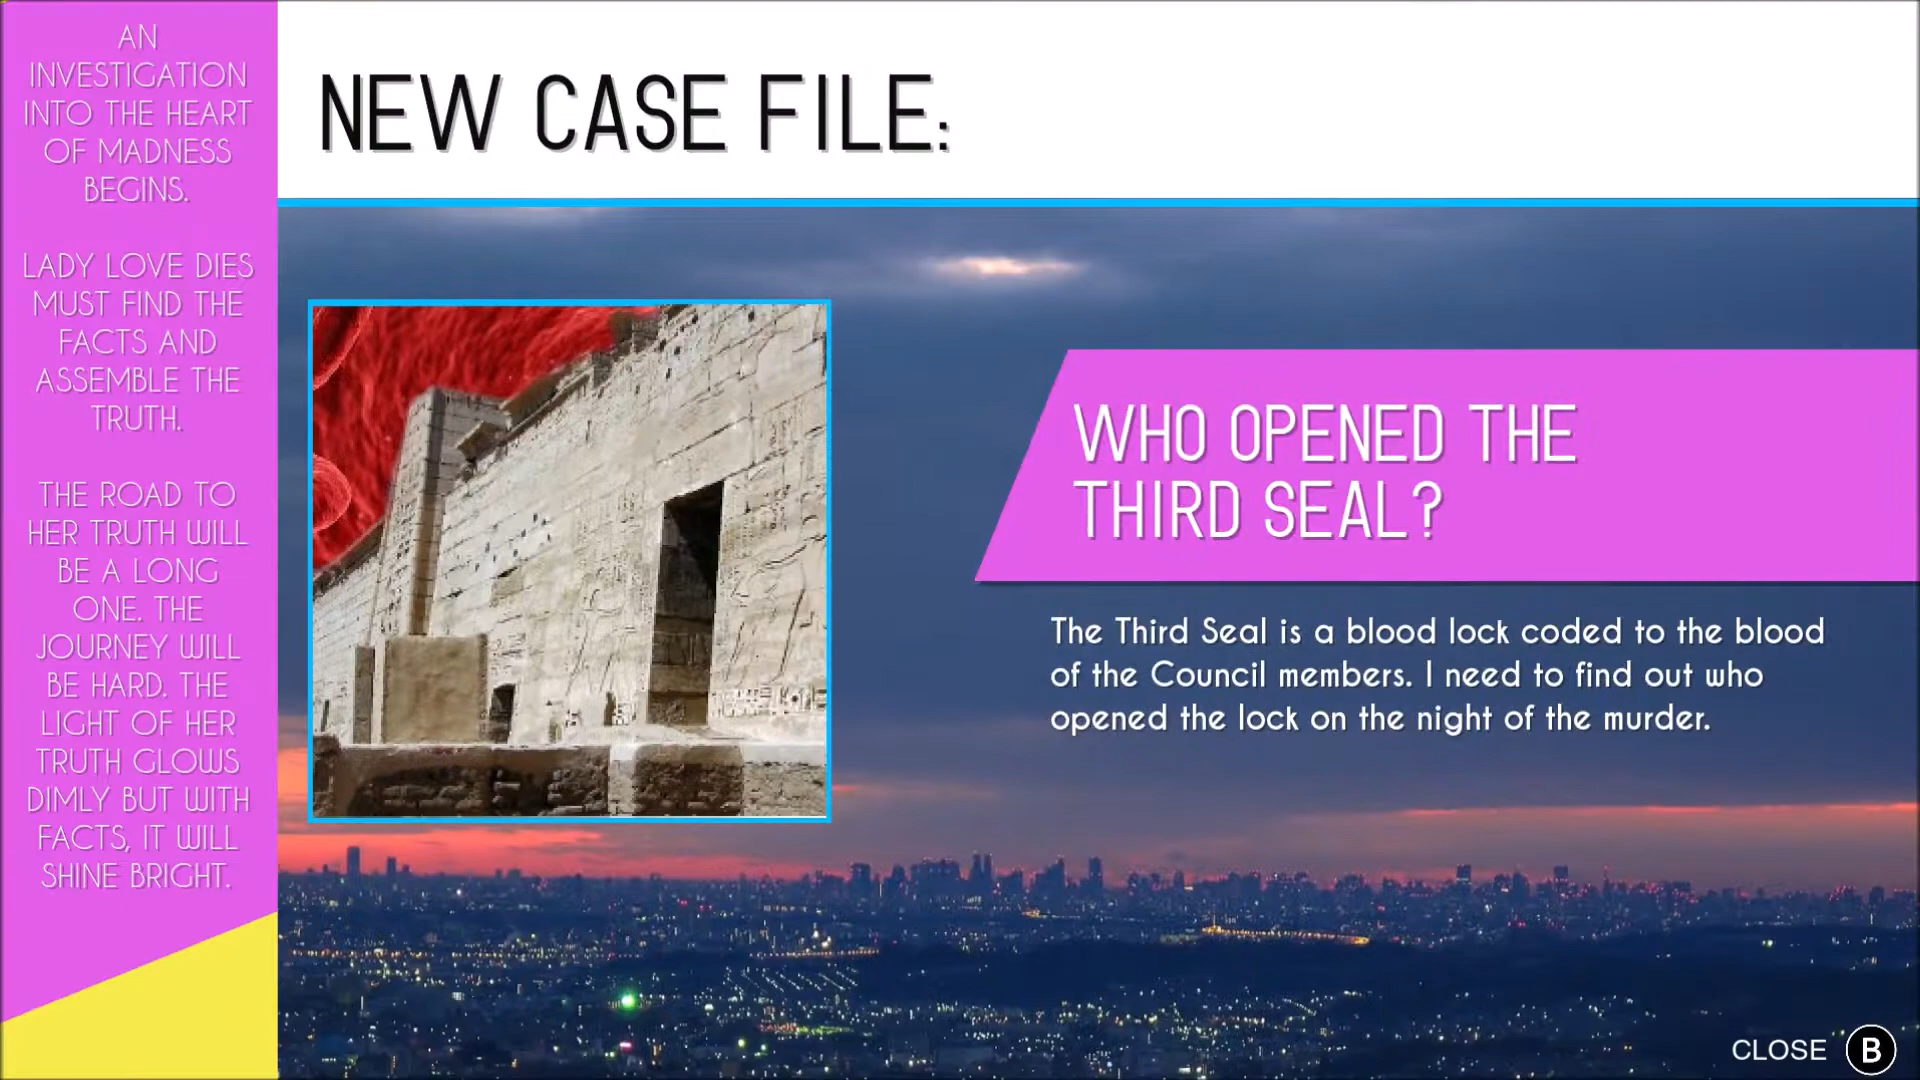 AN
INVESTIGATION
INTO THE HEART
OF MADNESS
BEGINS.
LADY LOVE DIES
MUST FIND THE
FACTS AND
ASSEMBLE THE
TRUTH.
THE ROAD TO
HER TRUTH WILL
BE A LONG
ONE. THE
JOURNEY WILL
BE HARD. THE
LIGHT OF HER
TRUTH GLOWS
DIMLY BUT WITH
FACTS, IT WILL
SHINE BRIGHT.
NEW CASE FILE:
WHO OPENED THE
THIRD SEAL?
The Third Seal is a blood lock coded to the blood
of the Council members. I need to find out who
opened the lock on the night of the murder.
CLOSE B